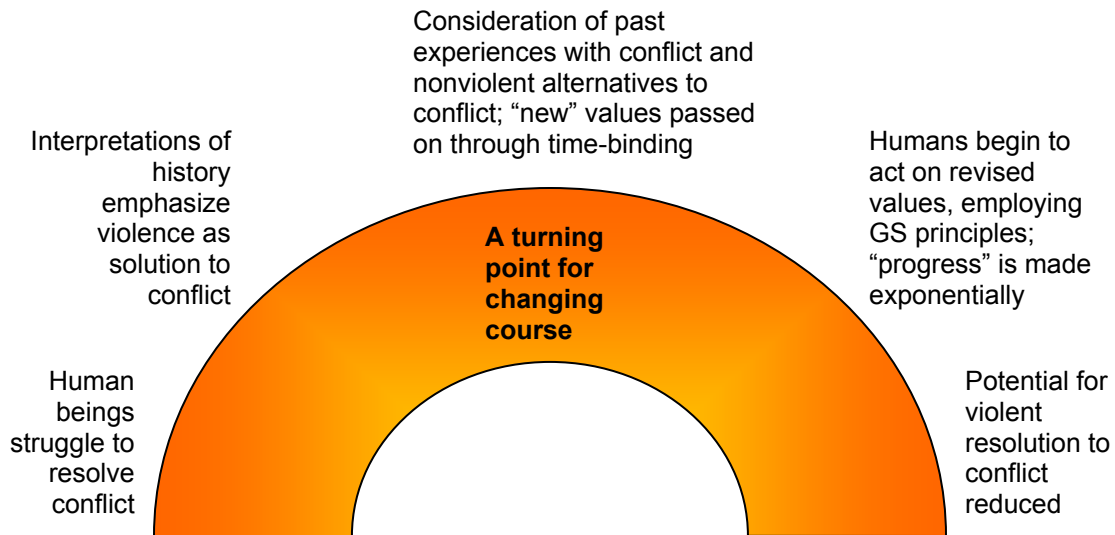 Human
beings
struggle to
resolve
conflict
Interpretations of
history
emphasize
violence as
solution to
conflict
Consideration of past
experiences with conflict and
nonviolent alternatives to
conflict; “new” values passed
on through time-binding
A turning
point for
changing
course
Humans begin to
act on revised
values, employing
GS principles;
“progress” is made
exponentially
Potential for
violent
resolution to
conflict
reduced